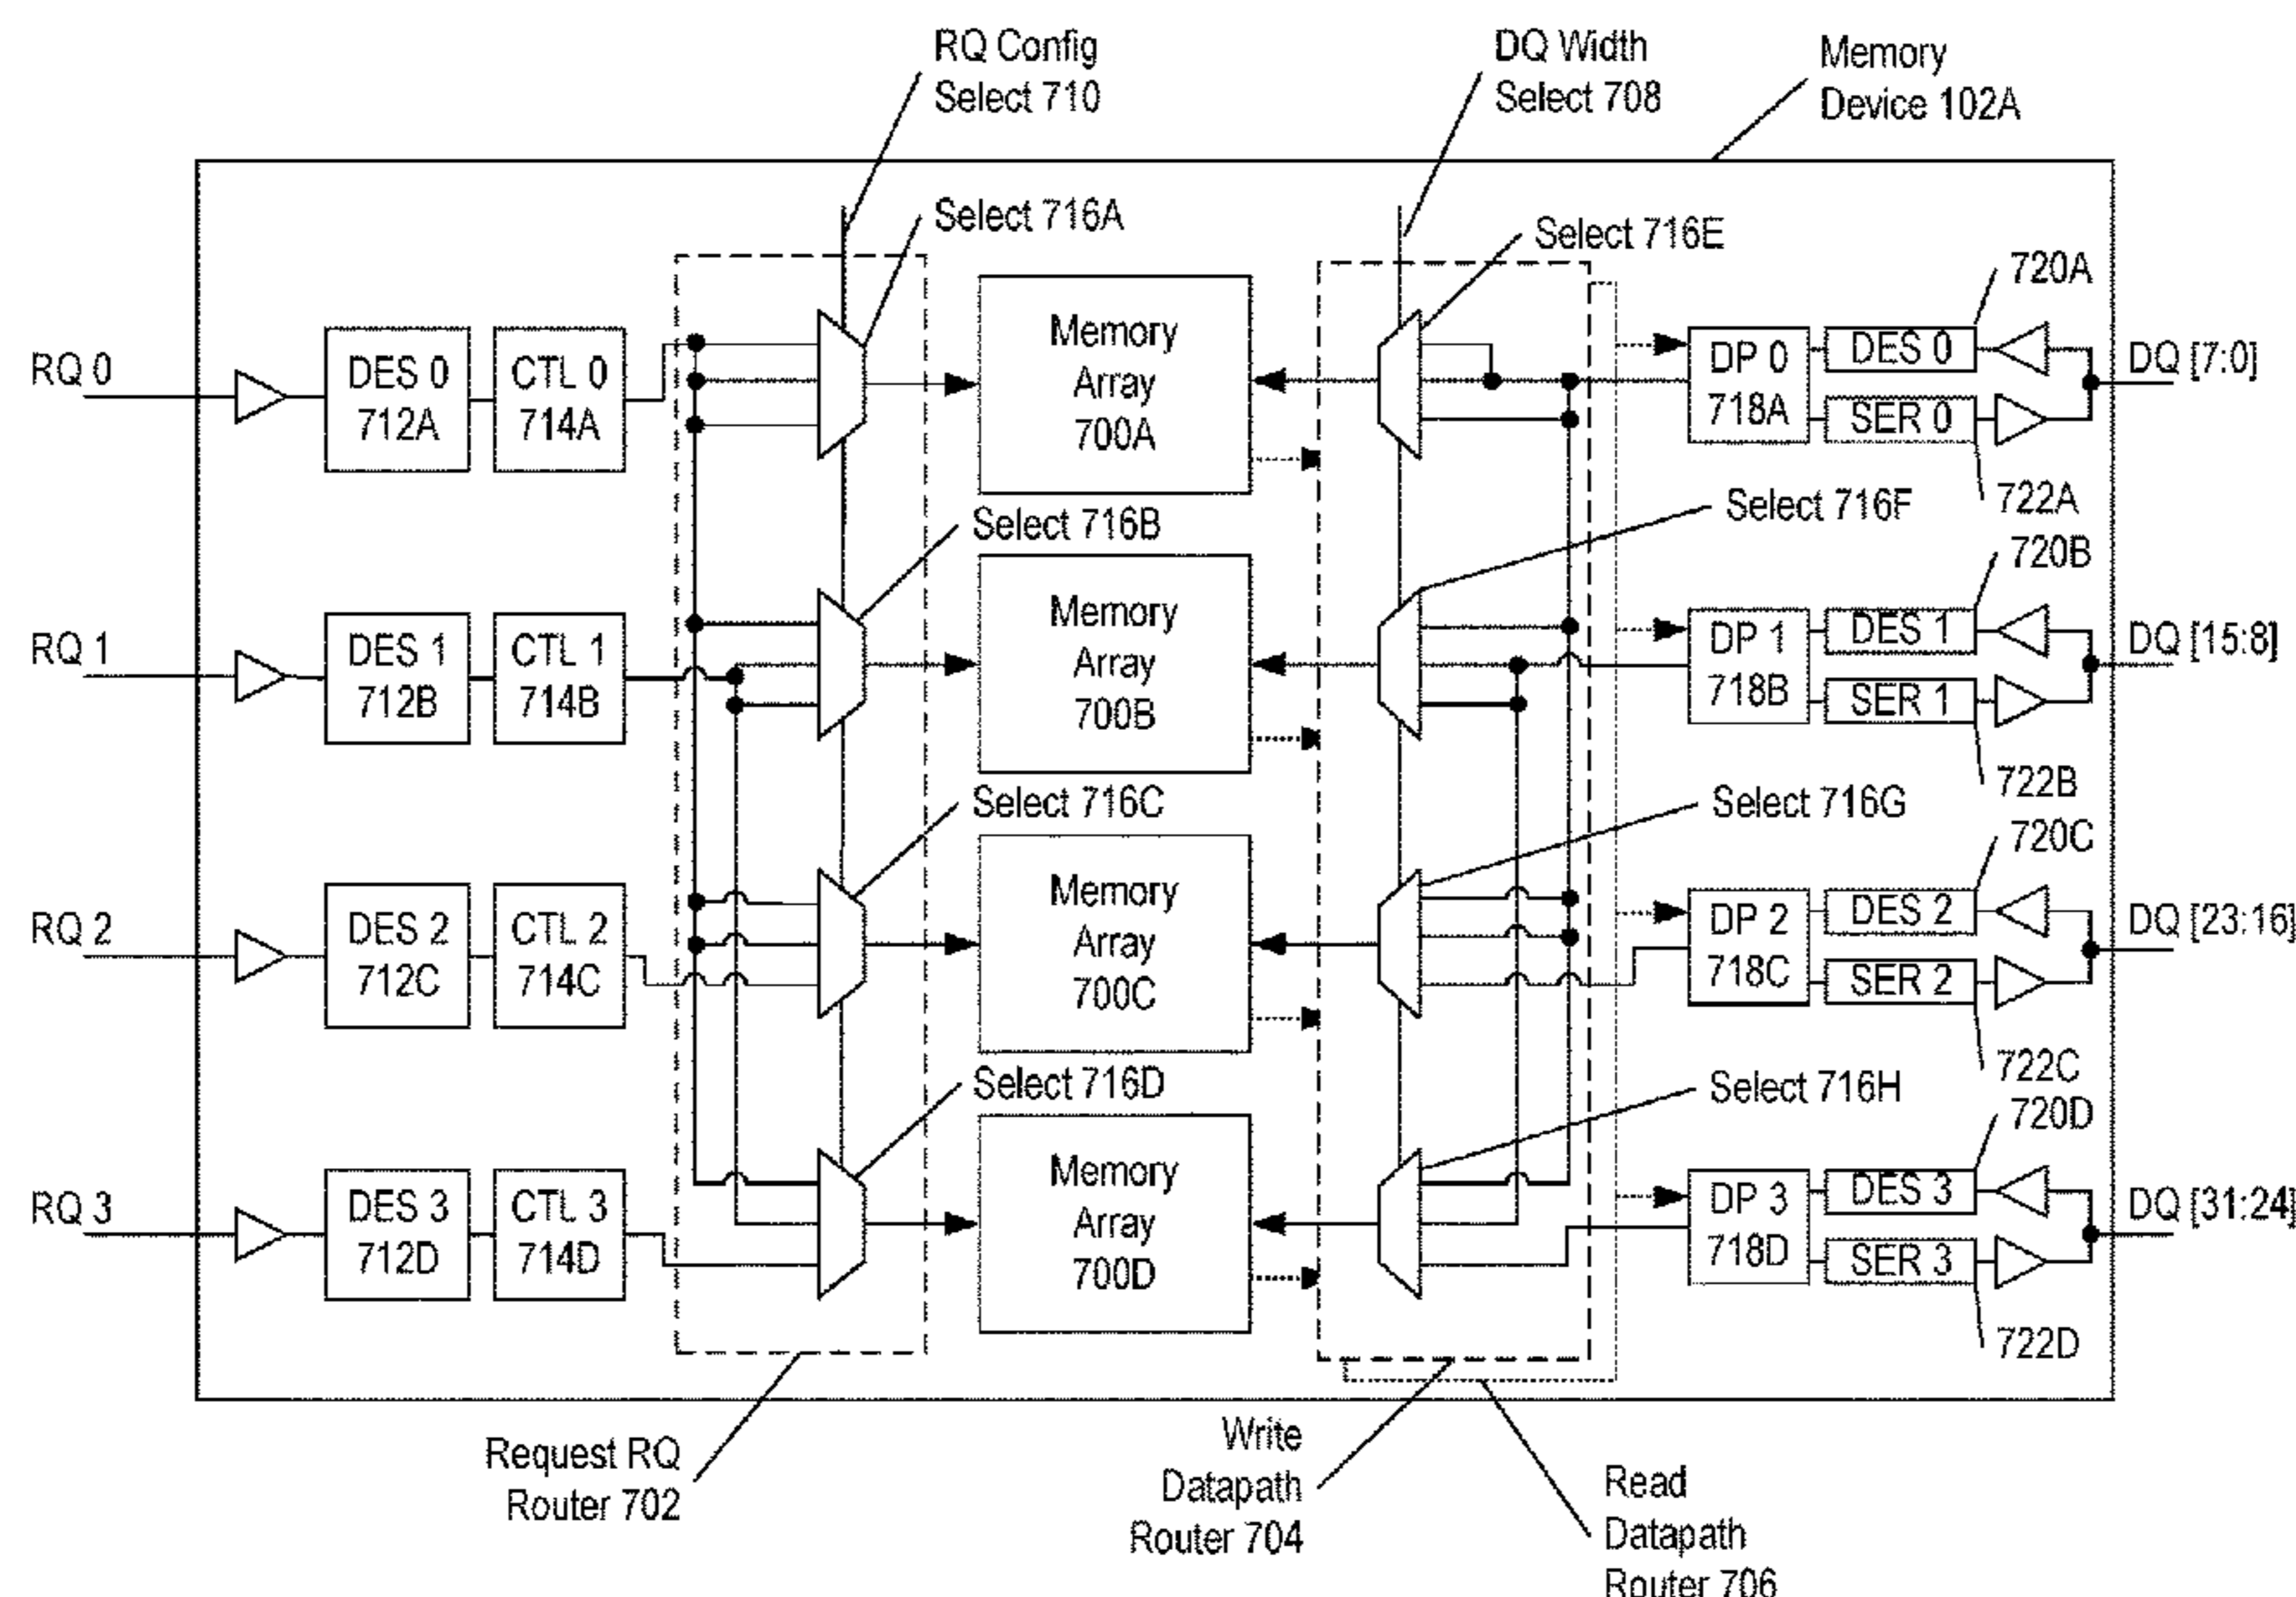 RQ Config
Select 710
DQ Width
Select 708
Memory
Device 102A
Select 716A
Select 716E
720A
RQ 0
DES 0
712A
CTL 0
714A
Memory
Array
700A
DP 0
718A
DES 0
SER 0
DQ [7:0]
722A
Select 716B
Select 716F
720B
RQ 1
DES 1
712B
CTL 1
714B
Memory
Array
700B
DP 1
718B
DES 1
SER 1
DQ [15:8]
722B
Select 716C
Select 716G
720C
RQ 2
DES 2
712C
CTL 2
714C
Memory
Array
700C
DP 2
718C
DES 2
SER 2
DQ [23:16]
722C
Select 716D
Select 716H
720D
RQ 3
DES 3
712D
CTL 3
714D
Memory
Array
700D
DP 3
718D
DES 3
SER 3
DQ [31:24]
722D
Request RQ
Router 702
Write
Datapath
Router 704
Read
Datapath
Router 706